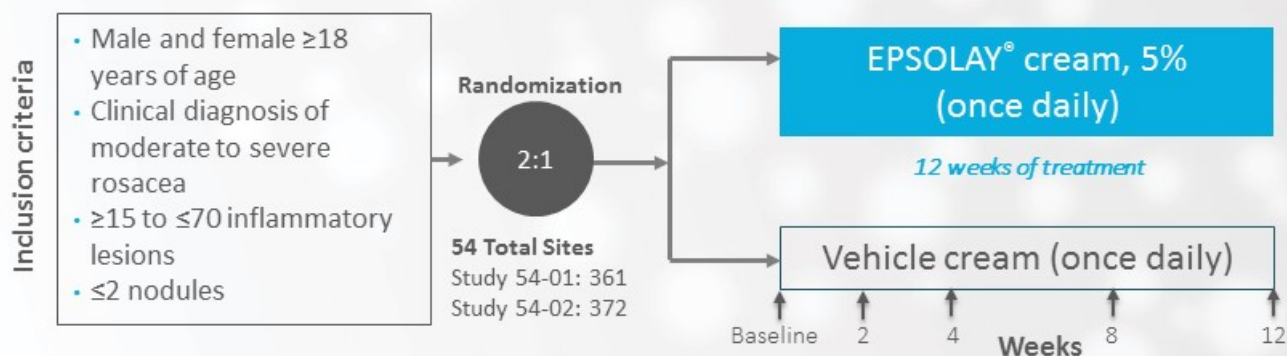 Inclusion criteria
• Male and female ≥18
years of age
• Clinical diagnosis of
moderate to severe
rosacea
• ≥15 to ≤70 inflammatory
lesions
• ≤2 nodules
Randomization
2:1
54 Total Sites
Study 54-01: 361
Study 54-02: 372
EPSOLAY® cream, 5%
(once daily)
12 weeks of treatment
Vehicle cream (once daily)
Baseline 2 4 8 12
Weeks